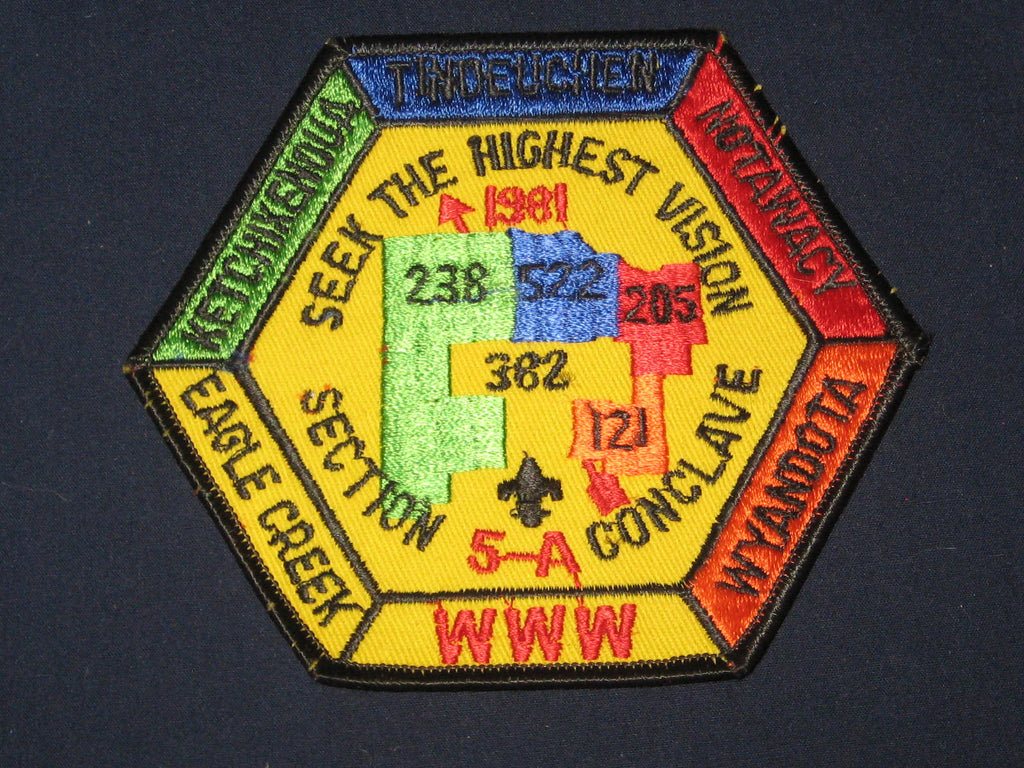 TINDEUCHEN
NOTAWACY
WYANDOTA
WWW
EAGLE CREEK
KETCHIKENIUA
SEEK THE HIGHEST VISION
1981
238
522
205
382
121
SECTION
5-A
CONCLAVE